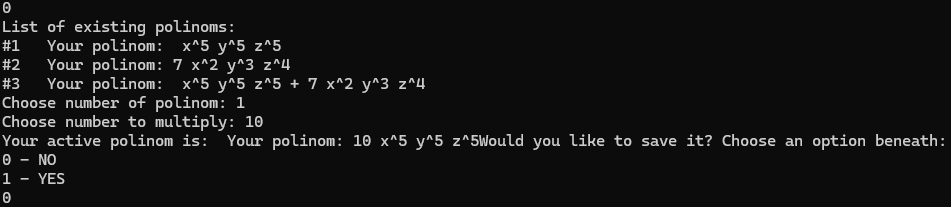 0
List of existing polinoms:
#1   Your polinom:  x^5 y^5 z^5
#2   Your polinom: 7 x^2 y^3 z^4
#3   Your polinom:  x^5 y^5 z^5 + 7 x^2 y^3 z^4
Choose number of polinom: 1
Choose number to multiply: 10
Your active polinom is:  Your polinom: 10 x^5 y^5 z^5Would you like to save it? Choose an option beneath:
0 - NO
1 - YES
0